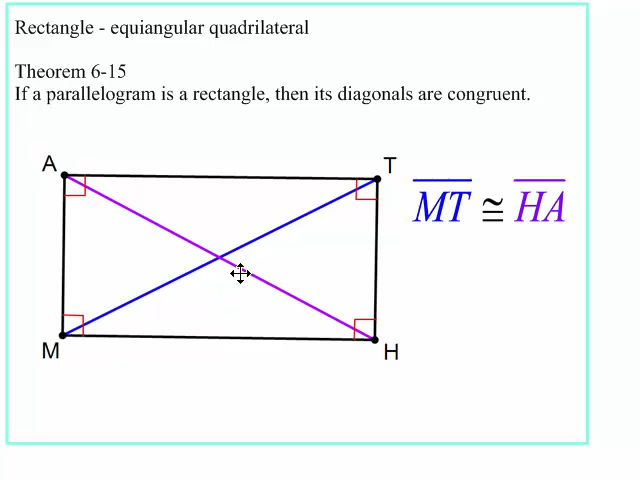 Rectangle - equiangular quadrilateral
Theorem 6-15
If a parallelogram is a rectangle, then its diagonals are congruent.
A
T
MT ≅ HA
M
H